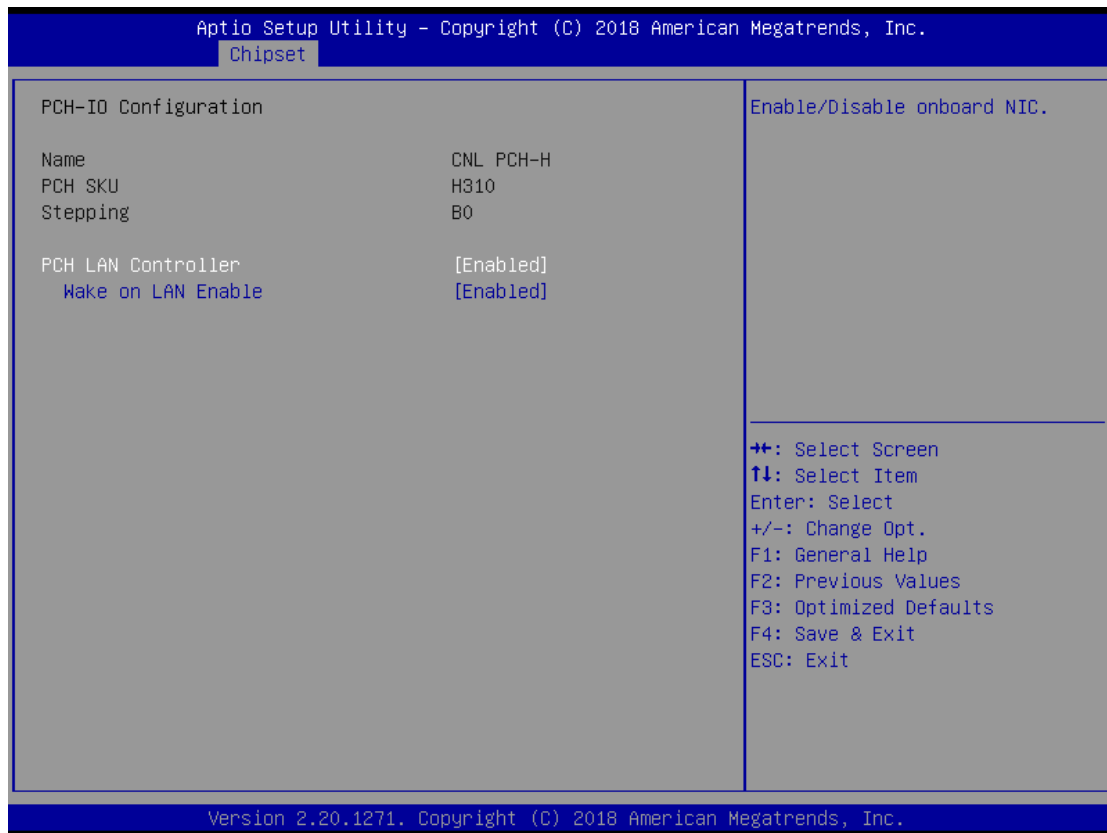 Aptio Setup Utility – Copyright (C) 2018 American Megatrends, Inc.
Chipset
PCH-IO Configuration
Name CNL PCH-H
PCH SKU H310
Stepping B0
PCH LAN Controller [Enabled]
Wake on LAN Enable [Enabled]
Enable/Disable onboard NIC.
→←: Select Screen
↑↓: Select Item
Enter: Select
+/-: Change Opt.
F1: General Help
F2: Previous Values
F3: Optimized Defaults
F4: Save & Exit
ESC: Exit
Version 2.20.1271. Copyright (C) 2018 American Megatrends, Inc.